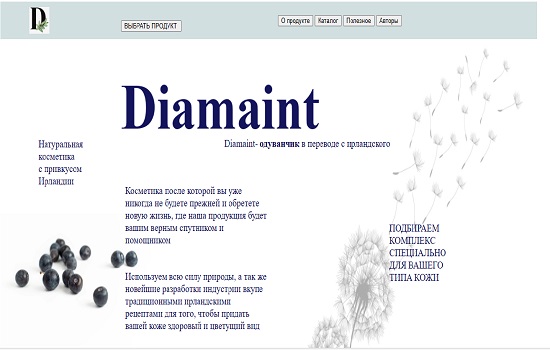 D
ВЫБРАТЬ ПРОДУКТ
О продукте Каталог Полезное Авторы
Diamaint
Diamaint- одуванчик в переводе с ирландского
Натуральная
косметика
с привкусом
Ирландии
Косметика после которой вы уже
никогда не будете прежней и обретете
новую жизнь, где наша продукция будет
вашим верным спутником и
помощником
Используем всю силу природы, а так же
новейшие разработки индустрии вкупе
традиционными ирландскими
рецептами для того, чтобы придать
вашей коже здоровый и цветущий вид
ПОДБИРАЕМ
КОМПЛЕКС
СПЕЦИАЛЬНО
ДЛЯ ВАШЕГО
ТИПА КОЖИ